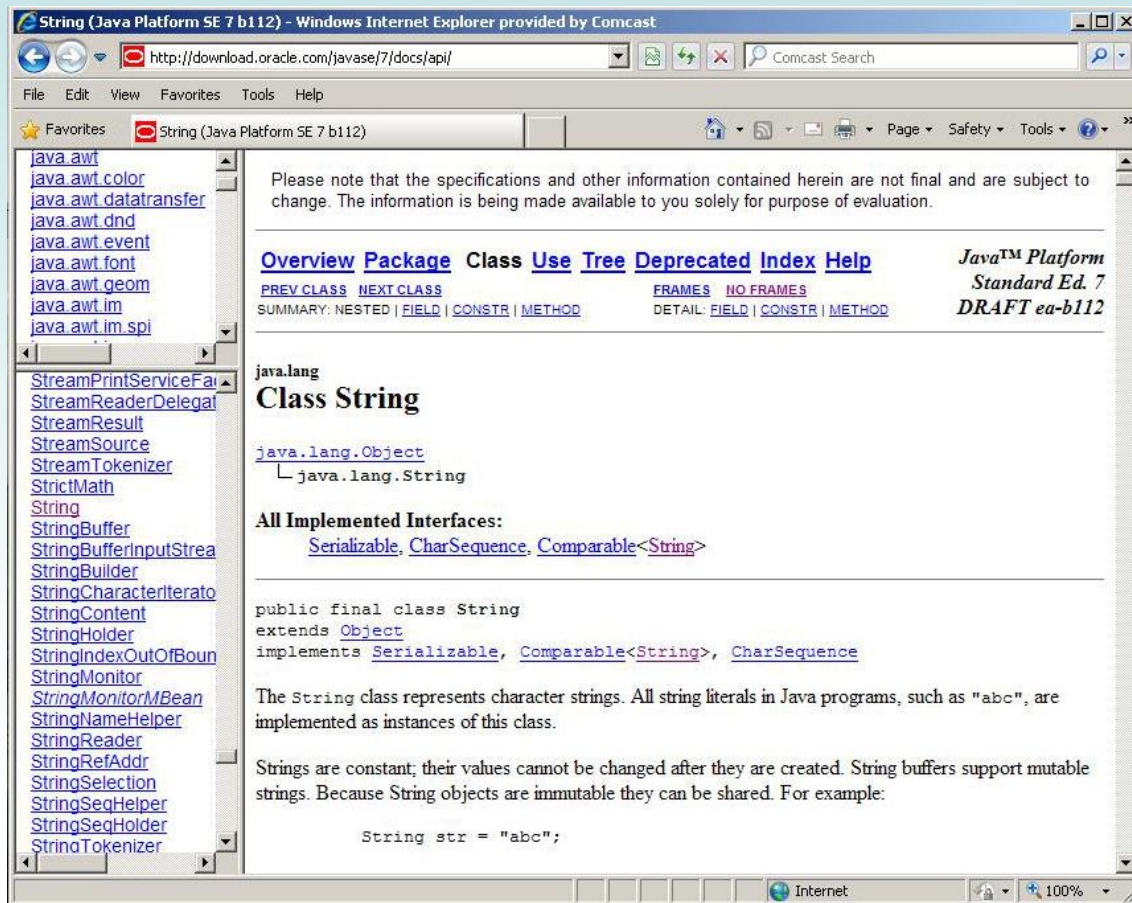 String (Java Platform SE 7 b112) - Windows Internet Explorer provided by Comcast
http://download.oracle.com/javase/7/docs/api/
Comcast Search
File Edit View Favorites Tools Help
Favorites
String (Java Platform SE 7 b112)
Page Safety Tools
java.awt
java.awt.color
java.awt.datatransfer
java.awt.dnd
java.awt.event
java.awt.font
java.awt.geom
java.awt.im
java.awt.im.spi
StreamPrintServiceFa
StreamReaderDelegat
StreamResult
StreamSource
StreamTokenizer
StrictMath
String
StringBuffer
StringBufferInputStrea
StringBuilder
StringCharacterIterato
StringContent
StringHolder
StringIndexOutOfBoun
StringMonitor
StringMonitorMBean
StringNameHelper
StringReader
StringRefAddr
StringSelection
StringSeqHelper
StringSeqHolder
StringTokenizer
Please note that the specifications and other information contained herein are not final and are subject to
change. The information is being made available to you solely for purpose of evaluation.
Overview Package Class Use Tree Deprecated Index Help
Java™ Platform
Standard Ed. 7
DRAFT ea-b112
PREV CLASS NEXT CLASS
FRAMES NO FRAMES
SUMMARY: NESTED | FIELD | CONSTR | METHOD
DETAIL: FIELD | CONSTR | METHOD
java.lang
Class String
java.lang.Object
java.lang.String
All Implemented Interfaces:
Serializable, CharSequence, Comparable<String>
public final class String
extends Object
implements Serializable, Comparable<String>, CharSequence
The String class represents character strings. All string literals in Java programs, such as "abc", are
implemented as instances of this class.
Strings are constant; their values cannot be changed after they are created. String buffers support mutable
strings. Because String objects are immutable they can be shared. For example:
String str = "abc";
Internet
100%